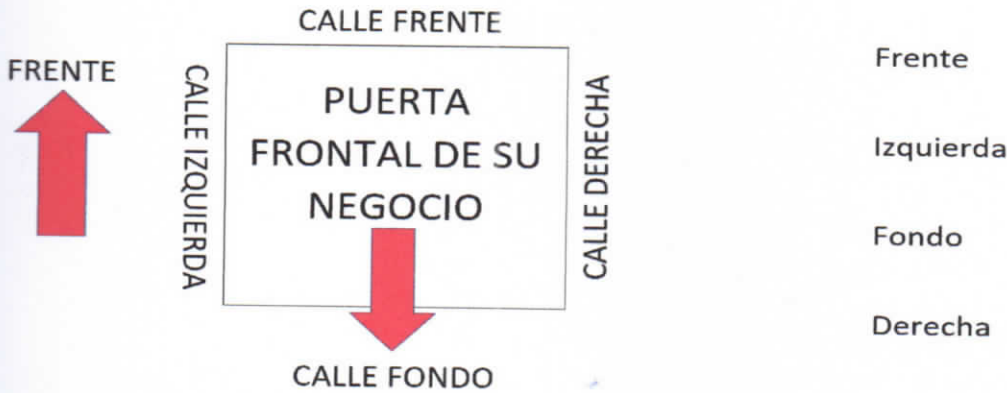 CALLE FRENTE
FRENTE
CALLE IZQUIERDA
PUERTA
FRONTAL DE SU
NEGOCIO
CALLE DERECHA
CALLE FONDO
Frente
Izquierda
Fondo
Derecha